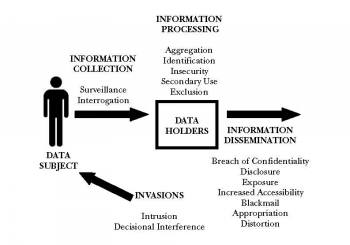 INFORMATION
PROCESSING
Aggregation
Identification
Insecurity
Secondary Use
Exclusion
INFORMATION
COLLECTION
Surveillance
Interrogation
DATA
HOLDERS
DATA
SUBJECT
INFORMATION
DISSEMINATION
Breach of Confidentiality
Disclosure
Exposure
Increased Accessibility
Blackmail
Appropriation
Distortion
INVASIONS
Intrusion
Decisional Interference